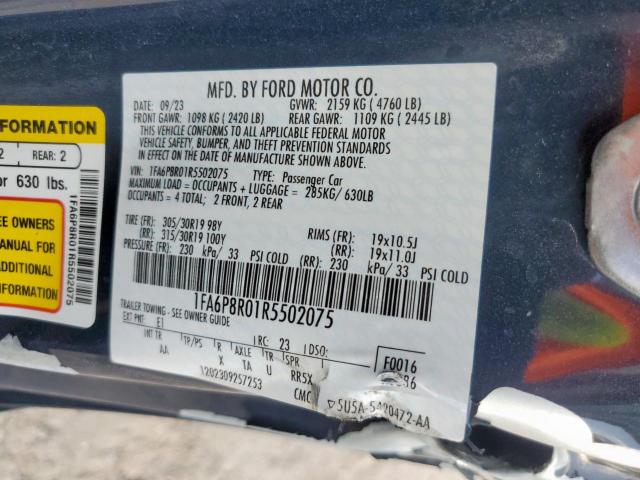 FORMATION
2 REAR: 2
or 630 lbs.
EE OWNERS
ANUAL FOR
ADDITIONAL
FORMATION
1FA6P8R01R5502075
MFD. BY FORD MOTOR CO.
DATE: 09/23 GVWR: 2159 KG ( 4760 LB)
FRONT GAWR: 1098 KG ( 2420 LB) REAR GAWR: 1109 KG ( 2445 LB)
THIS VEHICLE CONFORMS TO ALL APPLICABLE FEDERAL MOTOR
VEHICLE SAFETY, BUMPER, AND THEFT PREVENTION STANDARDS
IN EFFECT ON THE DATE OF MANUFACTURE SHOWN ABOVE.
VIN: 1FA6P8R01R5502075 TYPE: Passenger Car
MAXIMUM LOAD = OCCUPANTS + LUGGAGE = 285KG/ 630LB
OCCUPANTS = 4 TOTAL; 2 FRONT, 2 REAR
TIRE (FR): 305/30R19 98Y RIMS (FR): 19x10.5J
(RR): 315/30R19 100Y (RR): 19x11.0J
PRESSURE (FR) 230 kPa/ 33 PSI COLD (RR) 230 kPa/ 33 PSI COLD
1FA6P8R01R5502075
TRAILER TOWING - SEE OWNER GUIDE
EXT PNT: E1 RC: 23 DSO: F0016
INT TR TP/PS R AXLE TR SPR 86
AA X TA U RR5X
1202309257253 CMC
5U5A-5420472-AA